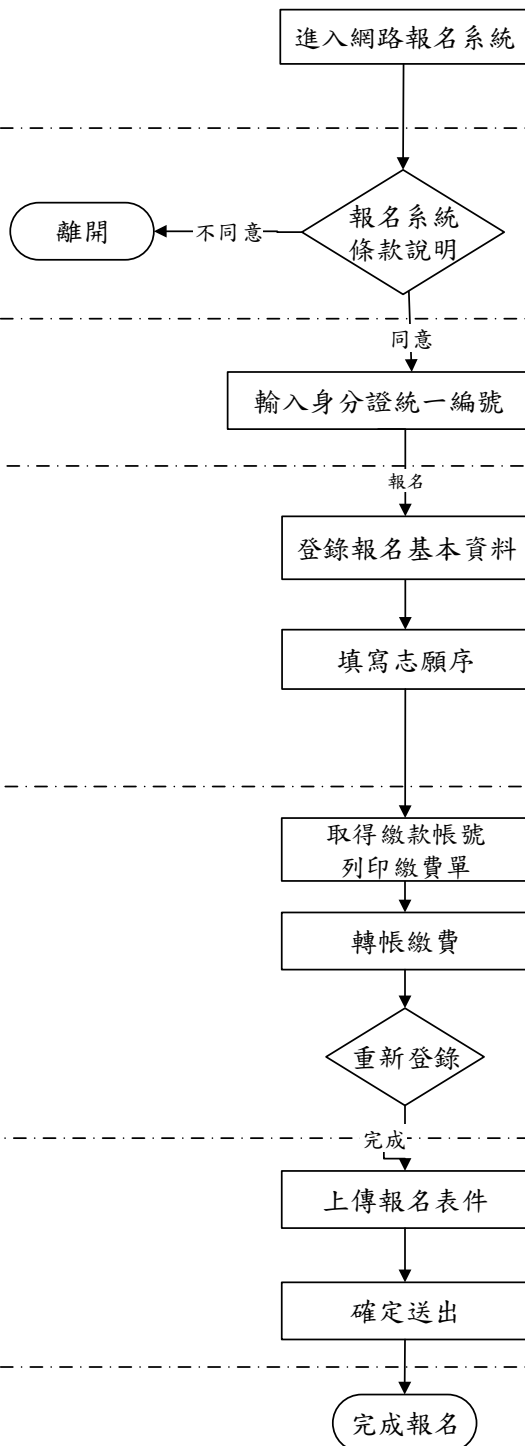 進入網路報名系統
報名系統
條款說明
不同意
離開
同意
輸入身分證統一編號
報名
登錄報名基本資料
填寫志願序
取得繳款帳號
列印繳費單
轉帳繳費
重新登錄
完成
上傳報名表件
確定送出
完成報名